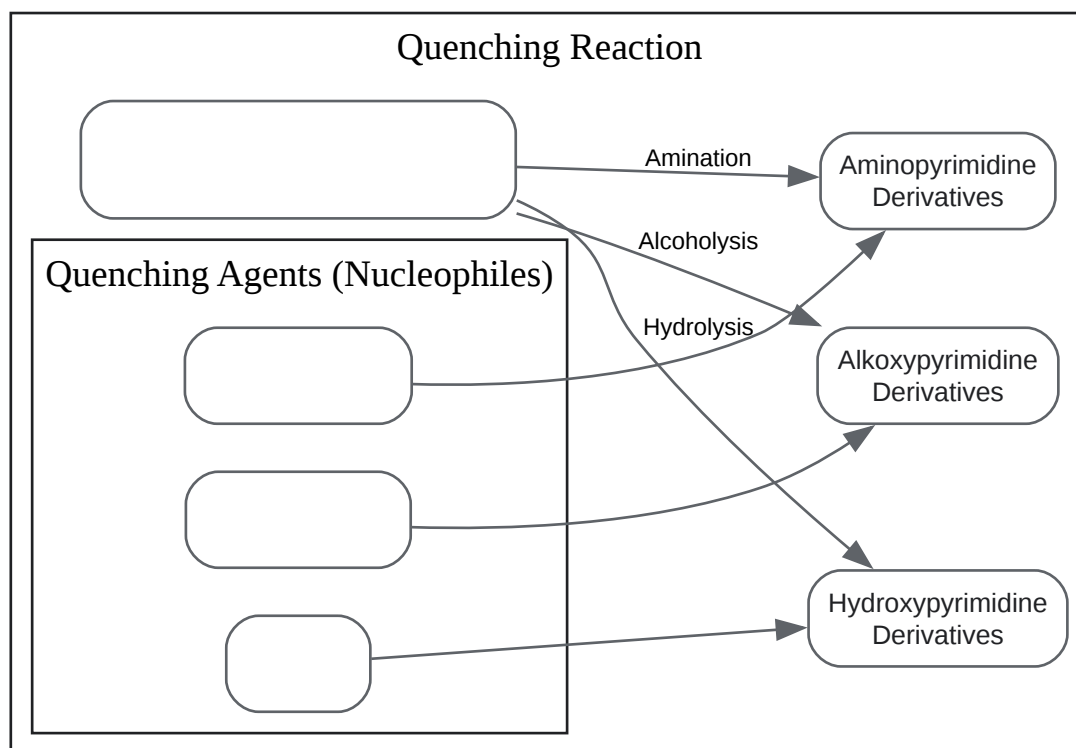 Quenching Reaction
Amination
Aminopyrimidine
Derivatives
Alcoholysis
Quenching Agents (Nucleophiles)
Hydrolysis
Alkoxypyrimidine
Derivatives
Hydroxypyrimidine
Derivatives